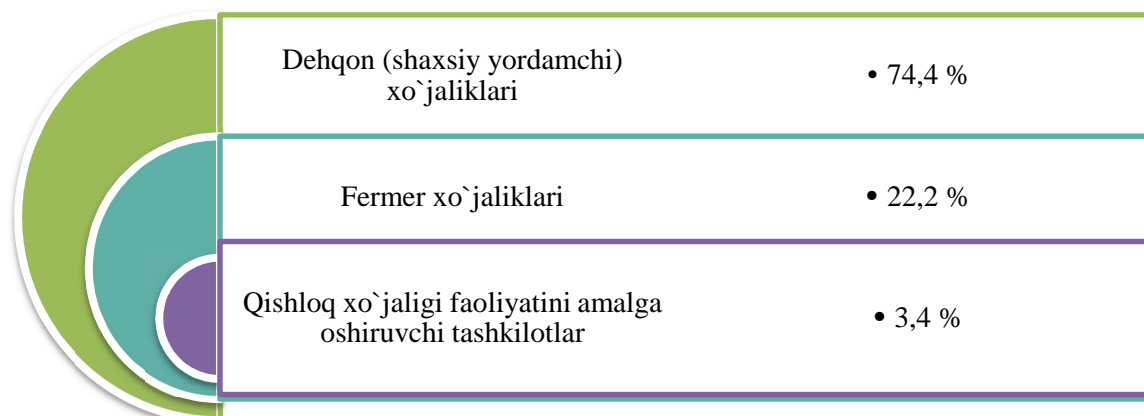 Dehqon (shaxsiy yordamchi)
xo`jaliklari
• 74,4 %
Fermer xo`jaliklari
• 22,2 %
Qishloq xo`jaligi faoliyatini amalga
oshiruvchi tashkilotlar
• 3,4 %